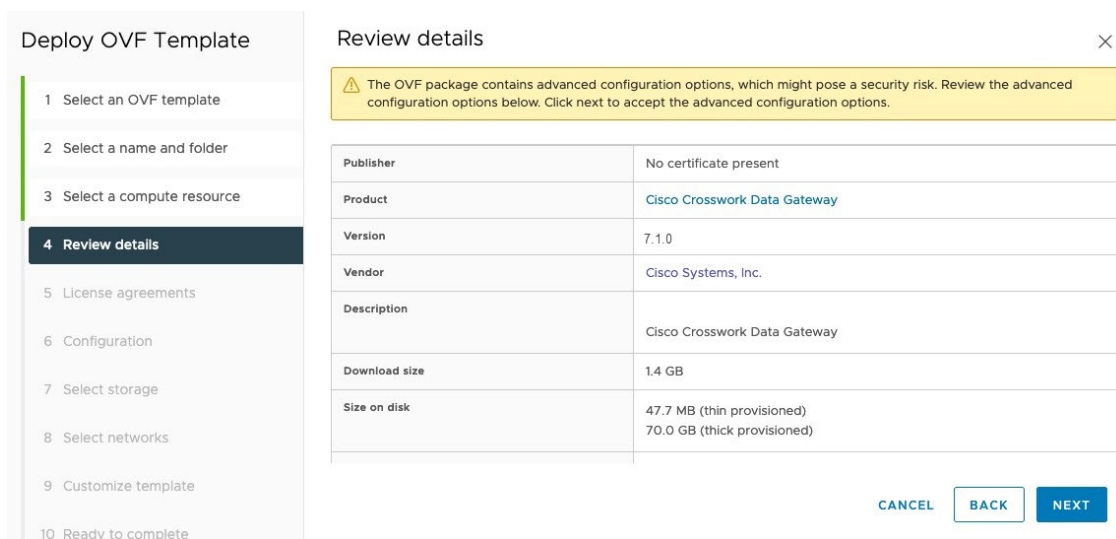 Deploy OVF Template
1 Select an OVF template
2 Select a name and folder
3 Select a compute resource
4 Review details
5 License agreements
6 Configuration
7 Select storage
8 Select networks
9 Customize template
10 Ready to complete
Review details
The OVF package contains advanced configuration options, which might pose a security risk. Review the advanced
configuration options below. Click next to accept the advanced configuration options.
Publisher No certificate present
Product Cisco Crosswork Data Gateway
Version 7.1.0
Vendor Cisco Systems, Inc.
Description
Cisco Crosswork Data Gateway
Download size 1.4 GB
Size on disk 47.7 MB (thin provisioned)
70.0 GB (thick provisioned)
CANCEL BACK NEXT